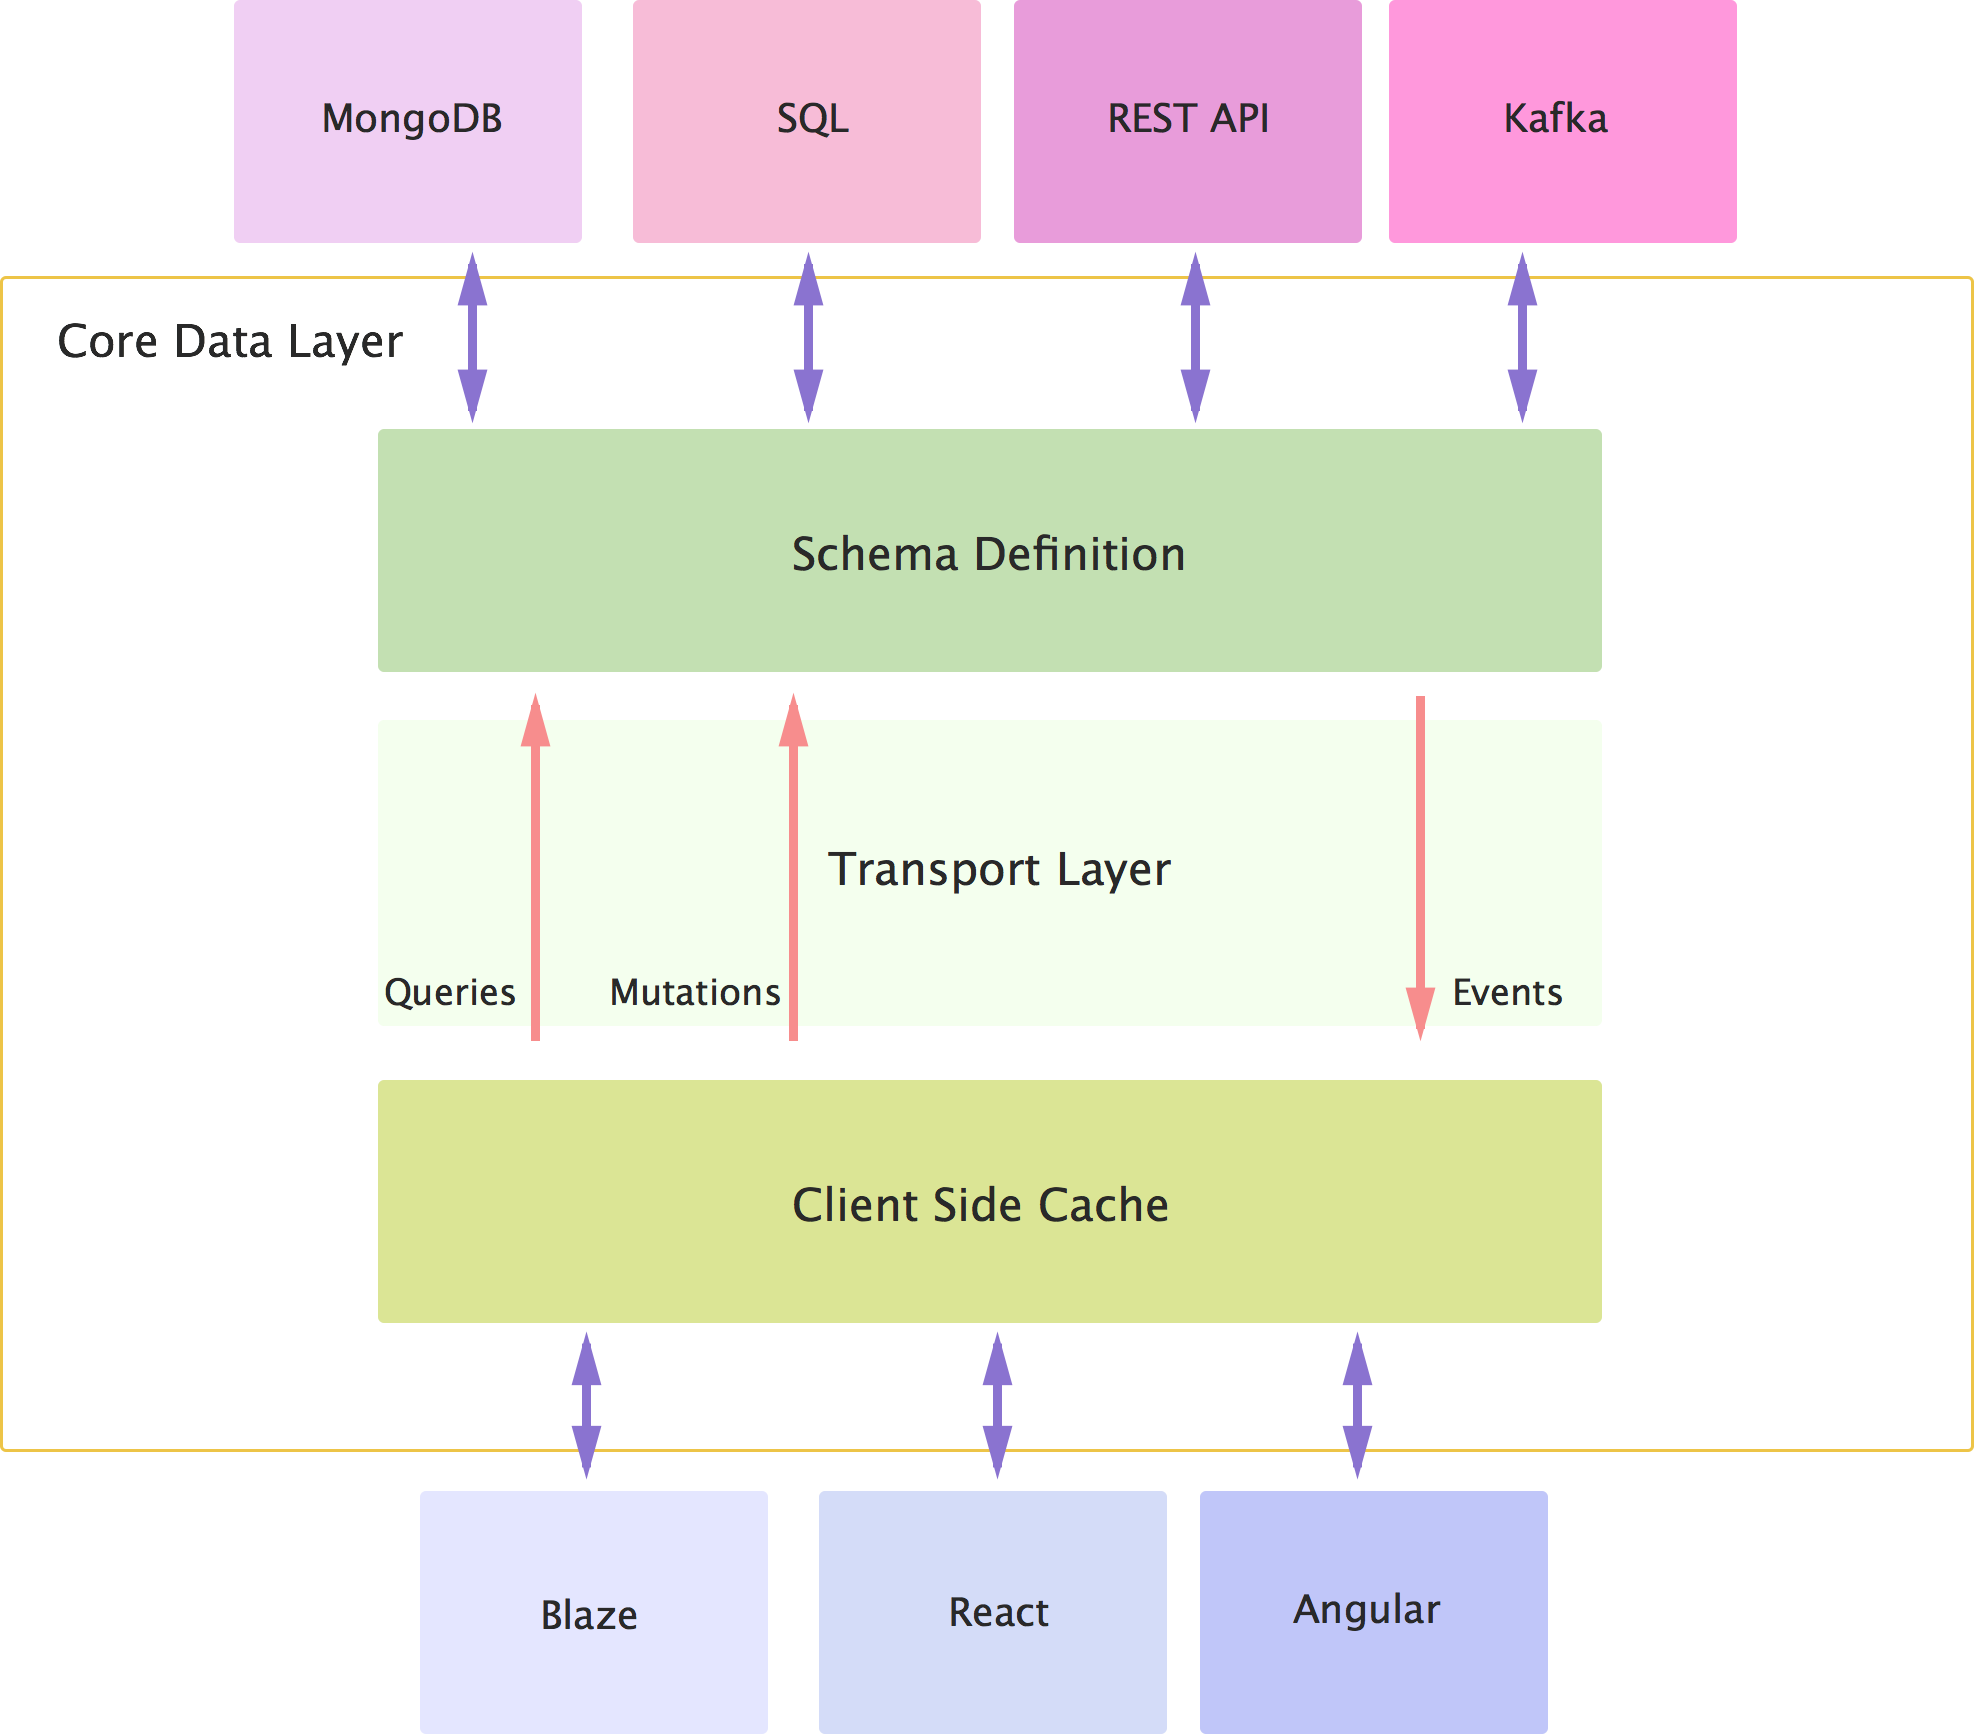 MongoDB
SQL
REST API
Kafka
Core Data Layer
Schema Definition
Transport Layer
Queries
Mutations
Events
Client Side Cache
Blaze
React
Angular